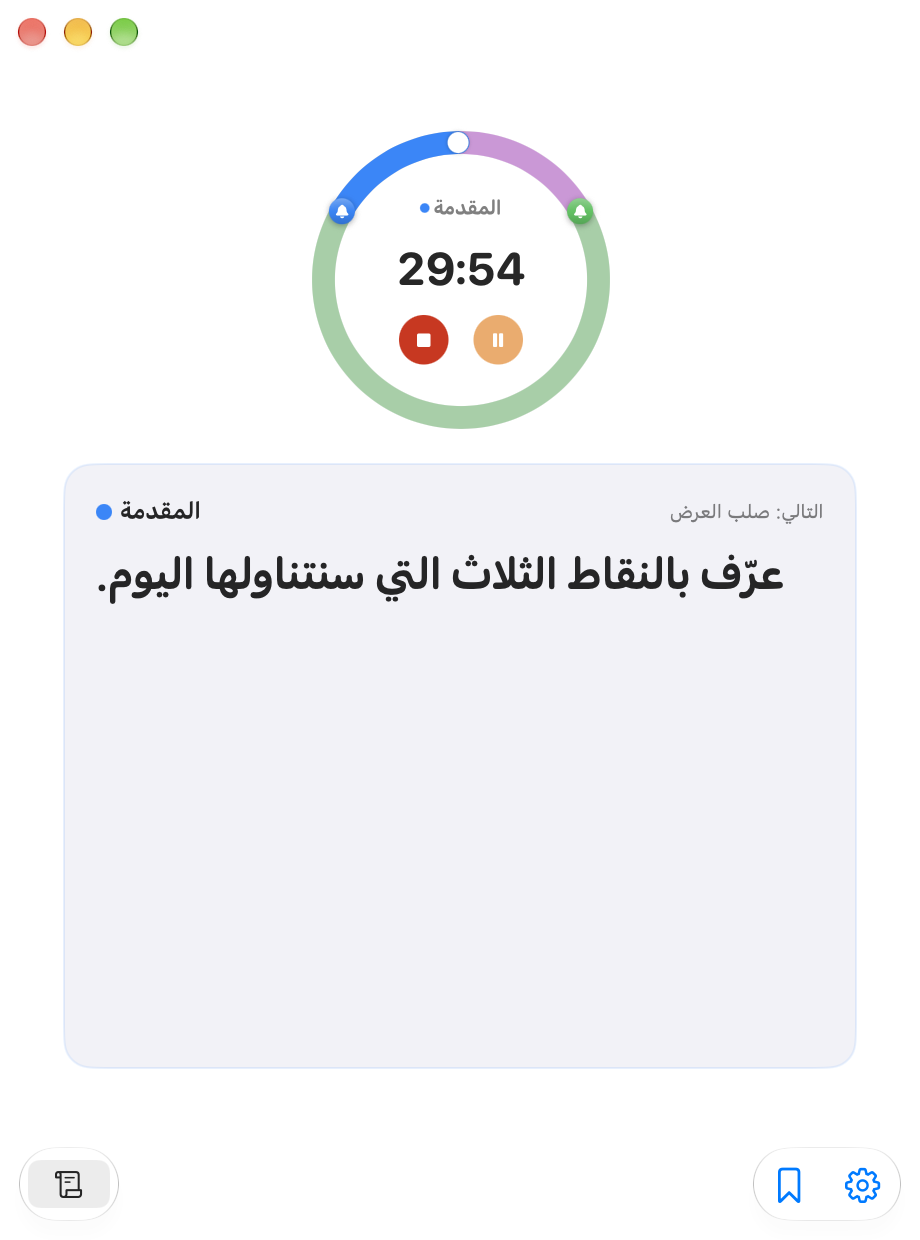 المقدمة
29:54
المقدمة
التالي: صلب العرض
عرّف بالنقاط الثلاث التي سنتناولها اليوم.